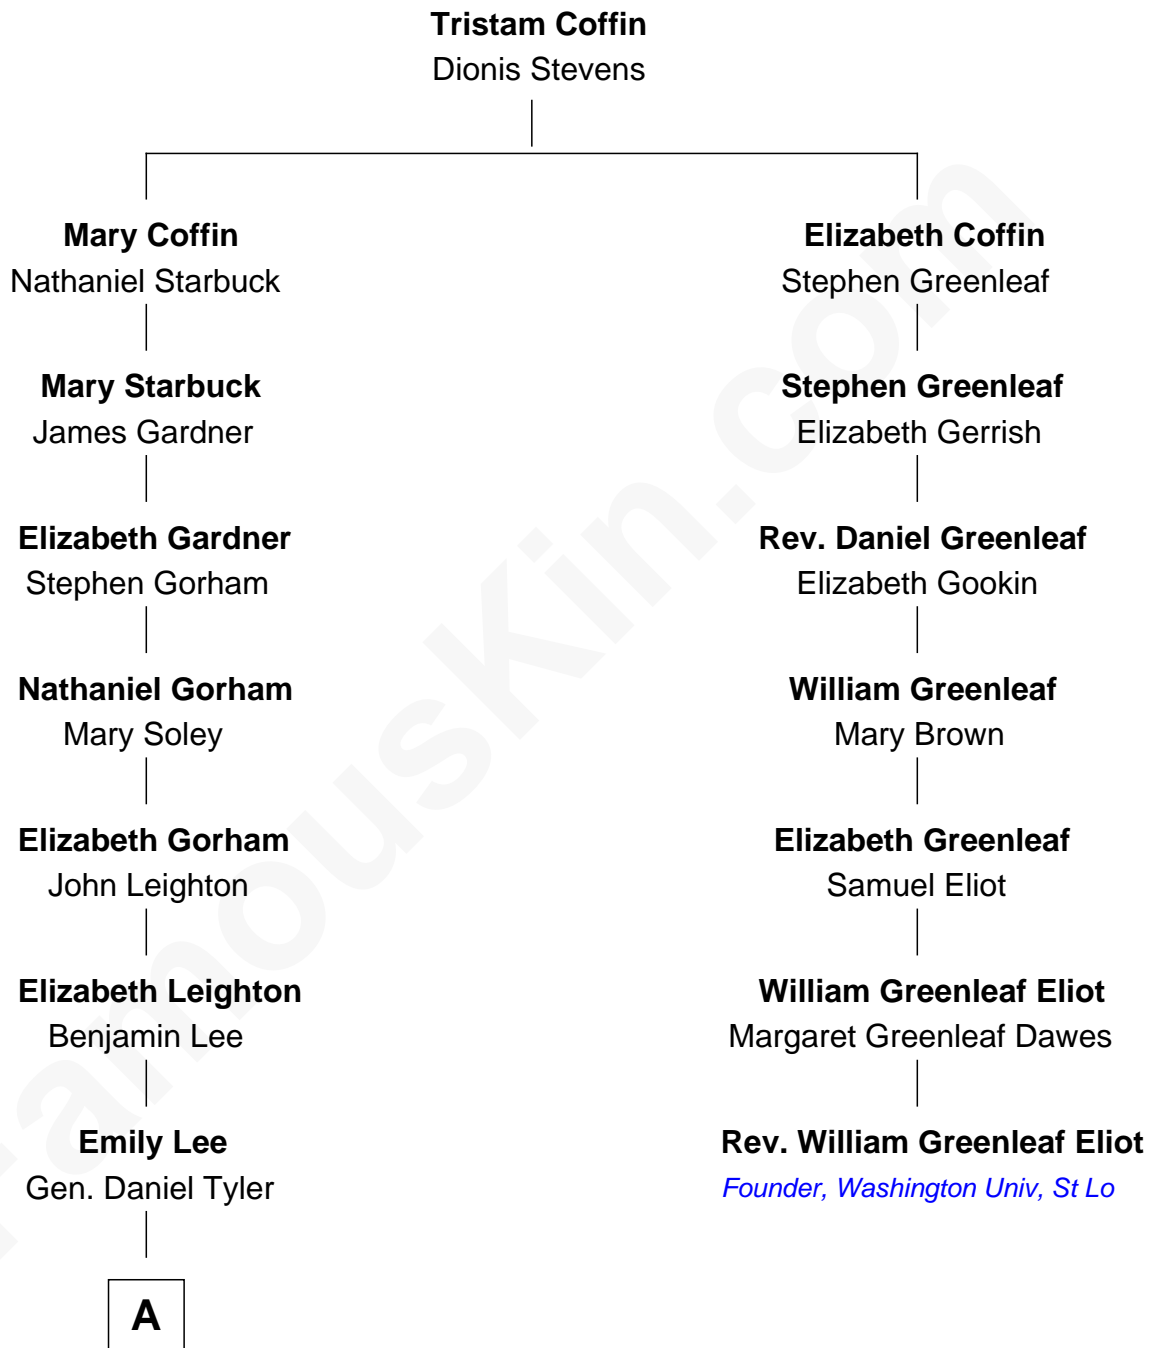 Tristam Coffin
Dionis Stevens
Mary Coffin
Nathaniel Starbuck
Elizabeth Coffin
Stephen Greenleaf
Mary Starbuck
James Gardner
Stephen Greenleaf
Elizabeth Gerrish
Elizabeth Gardner
Stephen Gorham
Rev. Daniel Greenleaf
Elizabeth Gookin
Nathaniel Gorham
Mary Soley
William Greenleaf
Mary Brown
Elizabeth Gorham
John Leighton
Elizabeth Greenleaf
Samuel Eliot
Elizabeth Leighton
Benjamin Lee
William Greenleaf Eliot
Margaret Greenleaf Dawes
Emily Lee
Gen. Daniel Tyler
Rev. William Greenleaf Eliot
Founder, Washington Univ, St Lo
A
FamousKin.com